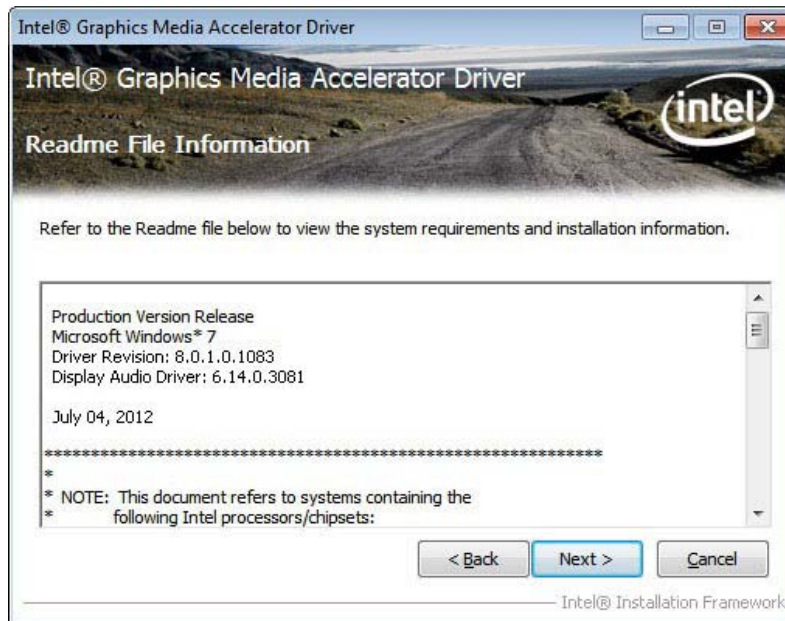 Intel® Graphics Media Accelerator Driver
Intel® Graphics Media Accelerator Driver
intel
Readme File Information
Refer to the Readme file below to view the system requirements and installation information.
Production Version Release
Microsoft Windows* 7
Driver Revision: 8.0.1.0.1083
Display Audio Driver: 6.14.0.3081
July 04, 2012
************************************************************
*
* NOTE: This document refers to systems containing the
* following Intel processors/chipsets:
< Back Next > Cancel
Intel® Installation Framework